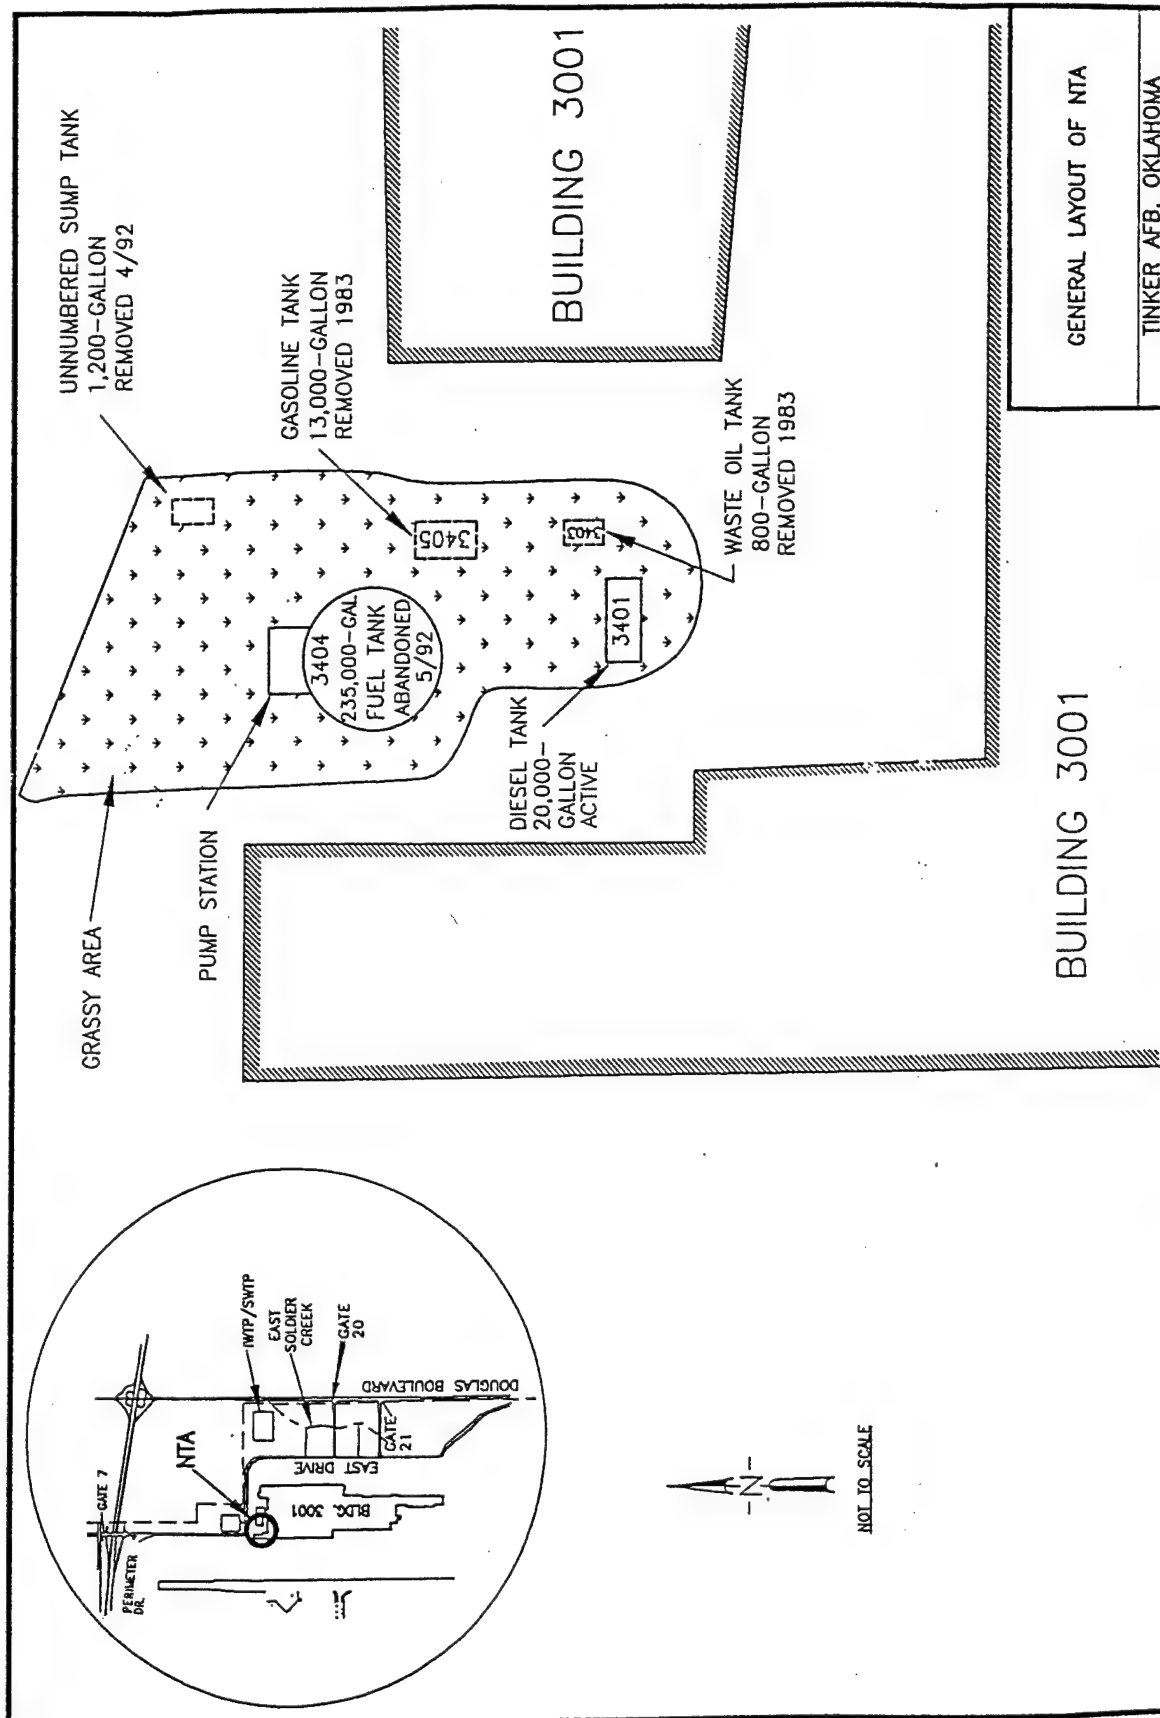 UNNUMBERED SUMP TANK
1,200-GALLON
REMOVED 4/92
GASOLINE TANK
13,000-GALLON
REMOVED 1983
BUILDING 3001
GRASSY AREA
PUMP STATION
3404
235,000-GAL
FUEL TANK
ABANDONED
5/92
3405
3403
3401
WASTE OIL TANK
800-GALLON
REMOVED 1983
DIESEL TANK
20,000-
GALLON
ACTIVE
BUILDING 3001
GATE 7
PERIMETER
DR.
NTA
IWTP/SWTP
EAST
SOLDIER
CREEK
GATE
20
DOUGLAS BOULEVARD
GATE
21
EAST DRIVE
BLDG. 3001
N
NOT TO SCALE
GENERAL LAYOUT OF NTA
TINKER AFB, OKLAHOMA